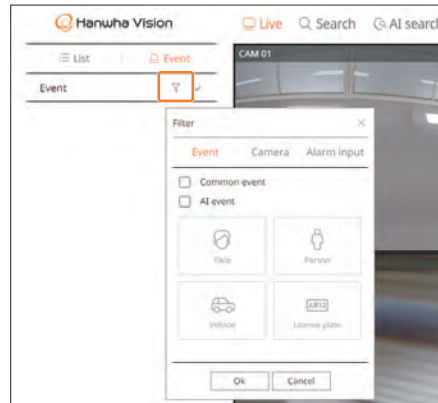 Hanwha Vision
Live Search AI search
List Event
CAM 01
Event
Filter
Event Camera Alarm input
Common event
AI event
Face Person
AB12
Vehicle License plate
Ok Cancel